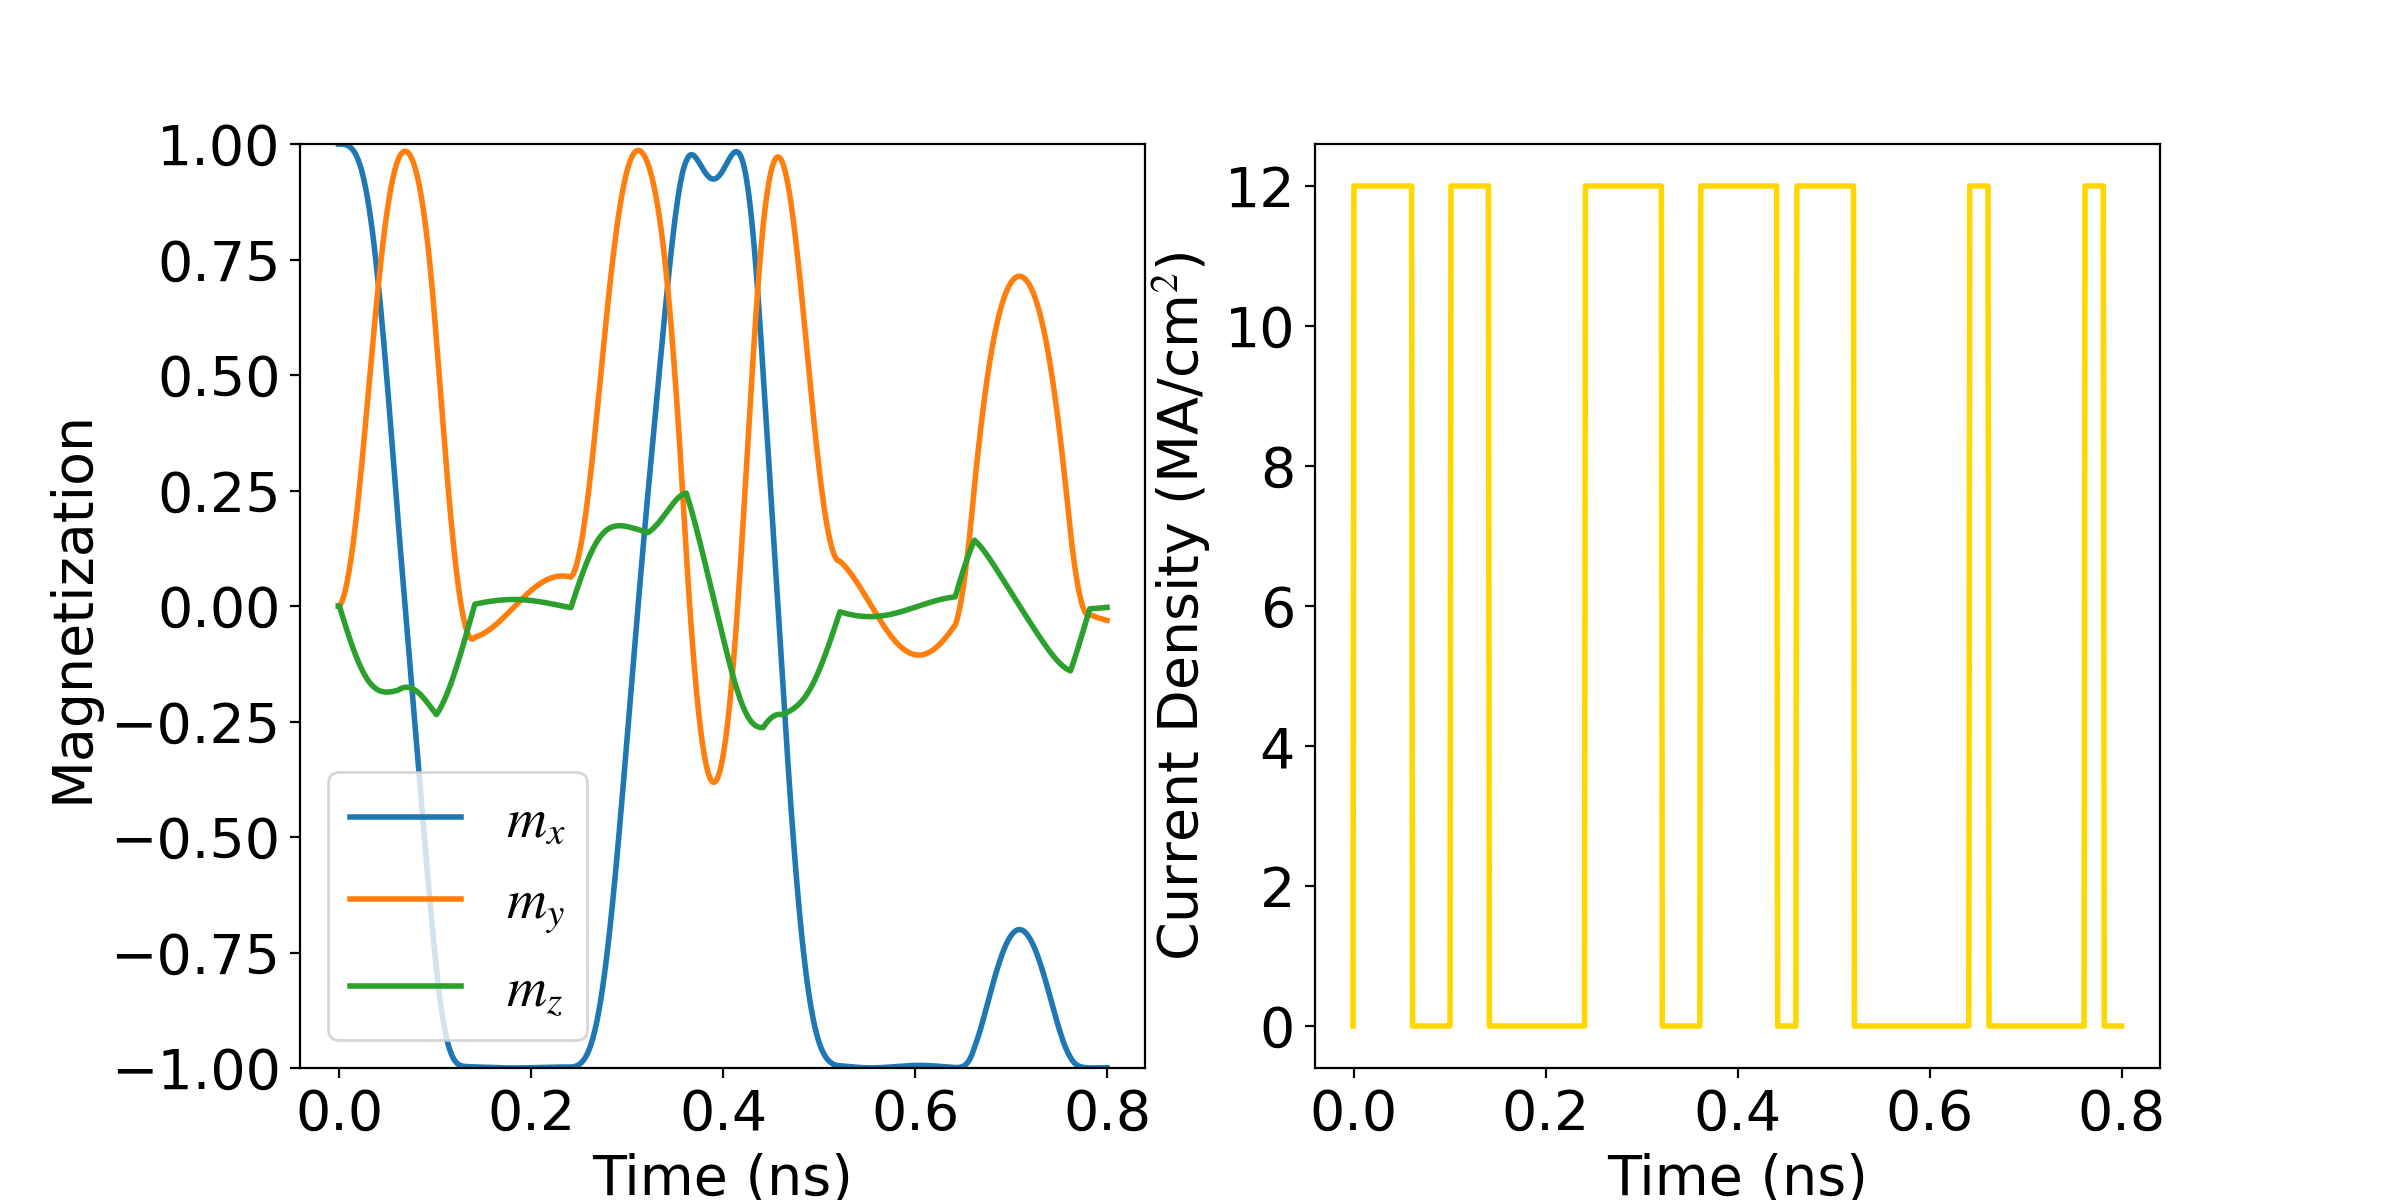 1.00
0.75
0.50
0.25
0.00
−0.25
−0.50
−0.75
−1.00
Magnetization
m_x
m_y
m_z
0.0 0.2 0.4 0.6 0.8
Time (ns)
12
10
8
6
4
2
0
Current Density (MA/cm²)
0.0 0.2 0.4 0.6 0.8
Time (ns)